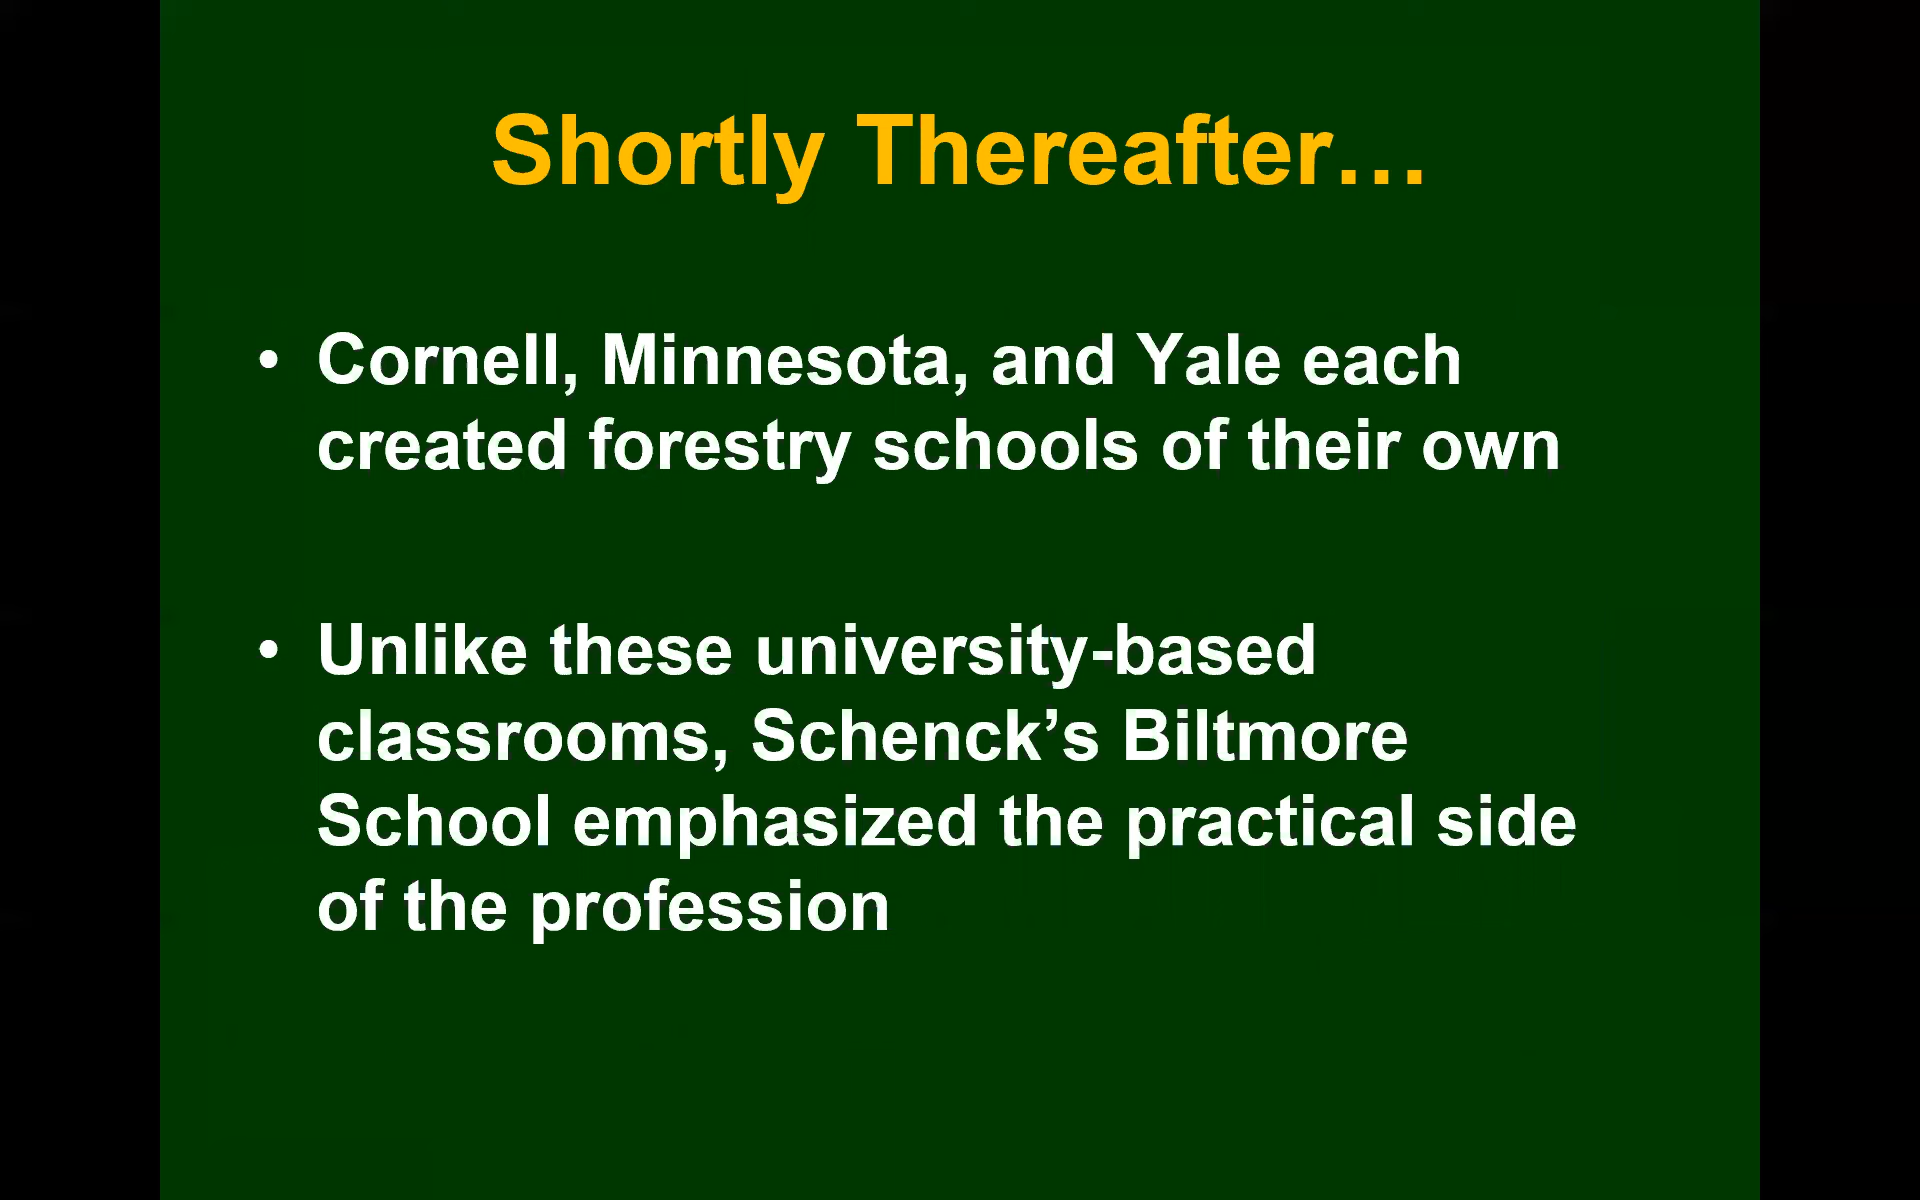 Shortly Thereafter…
• Cornell, Minnesota, and Yale each
created forestry schools of their own
• Unlike these university-based
classrooms, Schenck’s Biltmore
School emphasized the practical side
of the profession